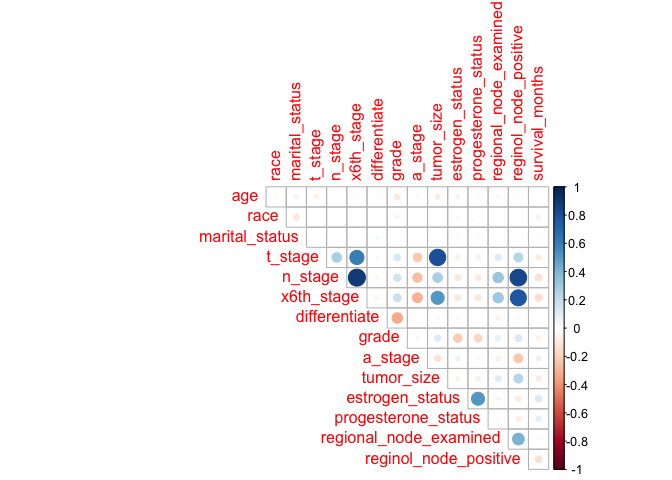 race
marital_status
t_stage
n_stage
x6th_stage
differentiate
grade
a_stage
tumor_size
estrogen_status
progesterone_status
regional_node_examined
reginol_node_positive
survival_months
age
race
marital_status
t_stage
n_stage
x6th_stage
differentiate
grade
a_stage
tumor_size
estrogen_status
progesterone_status
regional_node_examined
reginol_node_positive
1
0.8
0.6
0.4
0.2
0
-0.2
-0.4
-0.6
-0.8
-1